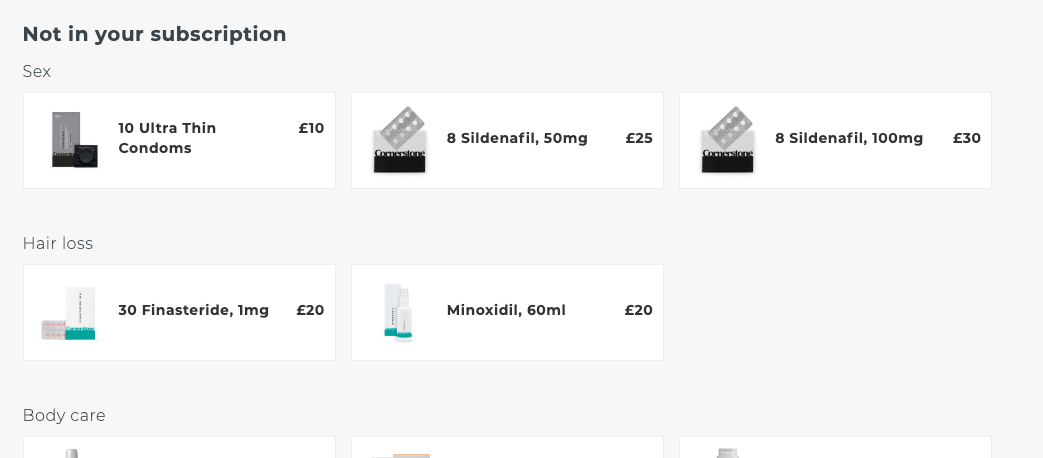 Not in your subscription
Sex
10 Ultra Thin
Condoms
£10
Cornerstone
8 Sildenafil, 50mg
£25
Cornerstone
8 Sildenafil, 100mg
£30
Hair loss
Cornerstone
30 Finasteride, 1mg
£20
Minoxidil, 60ml
£20
Body care